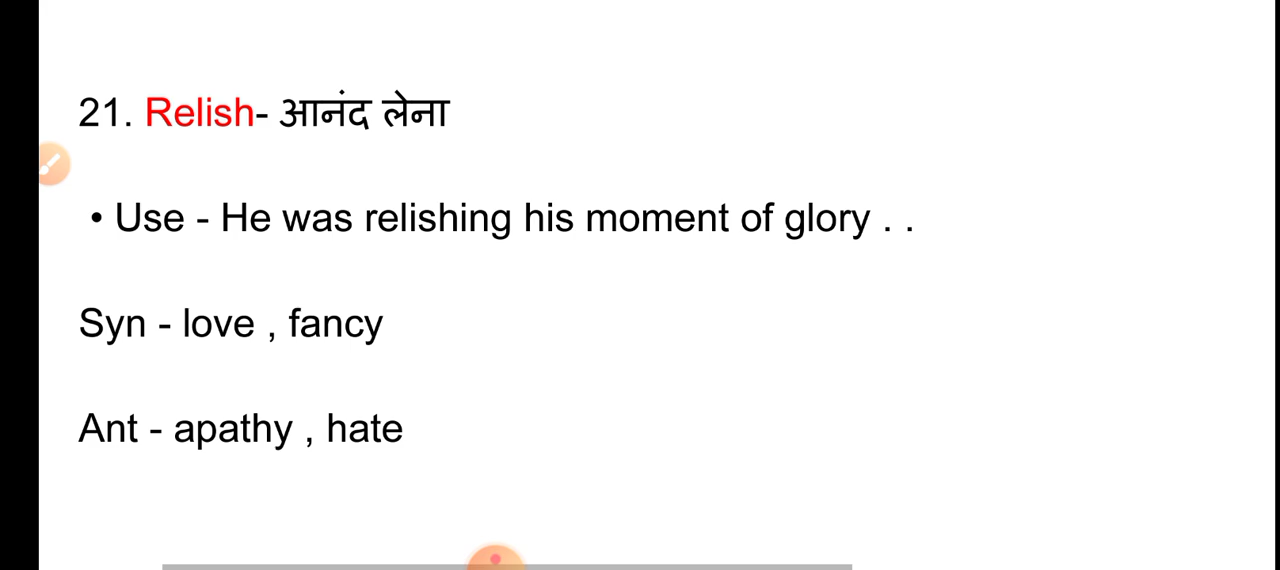 21. Relish- आनंद लेना
• Use - He was relishing his moment of glory . .
Syn - love , fancy
Ant - apathy , hate